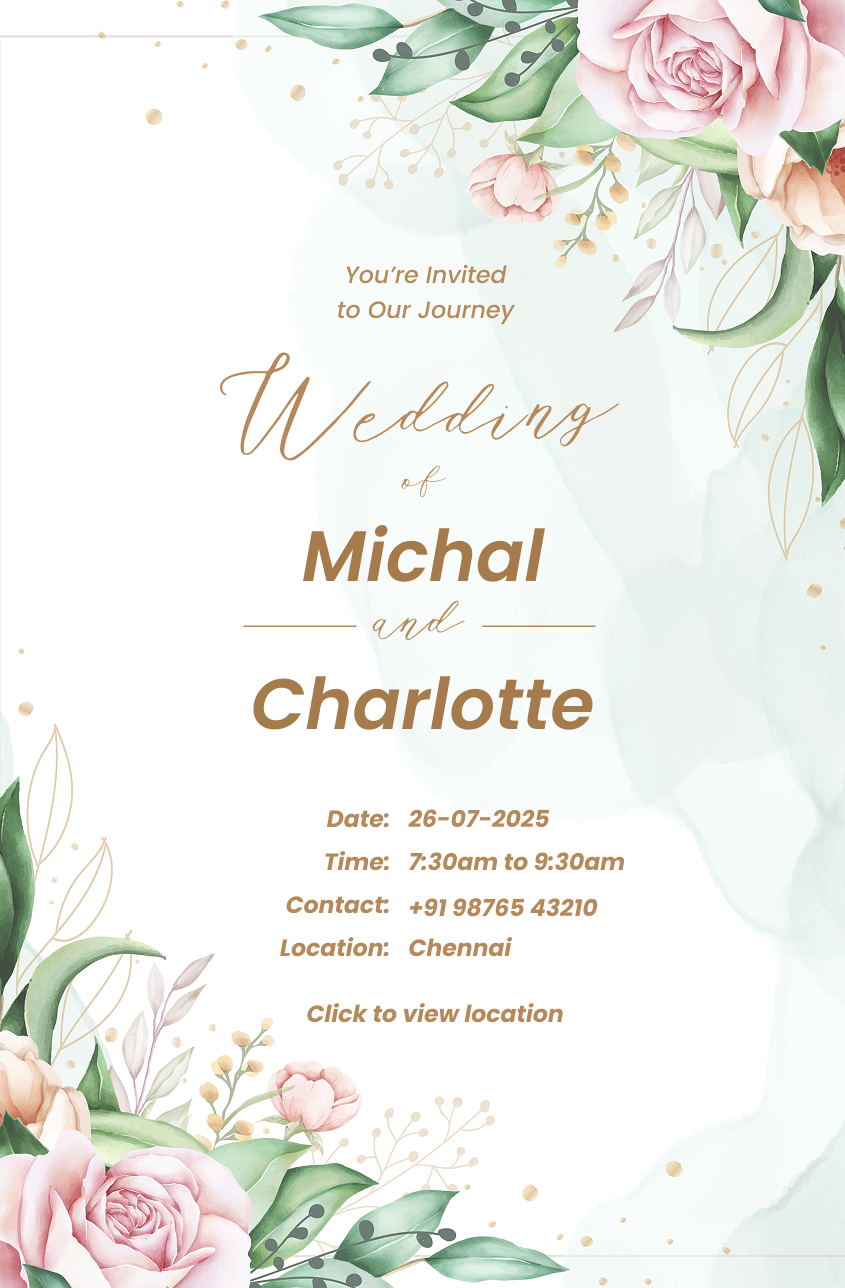 You’re Invited
to Our Journey
Wedding
of
Michal
and
Charlotte
Date: 26-07-2025
Time: 7:30am to 9:30am
Contact: +91 98765 43210
Location: Chennai
Click to view location